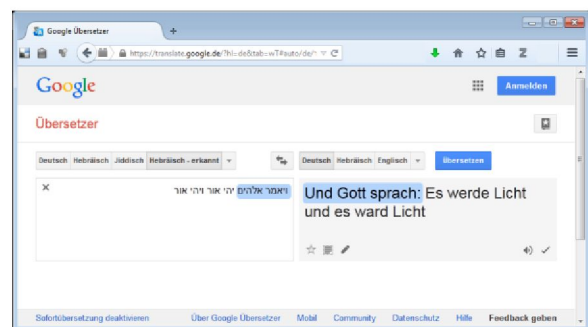 Google Übersetzer
https://translate.google.de/?hl=de&tab=wT#auto/de/
Google
Anmelden
Übersetzer
Deutsch Hebräisch Jiddisch Hebräisch - erkannt
Deutsch Hebräisch Englisch Übersetzen
ויאמר אלהים יהי אור ויהי אור
Und Gott sprach: Es werde Licht
und es ward Licht
Sofortübersetzung deaktivieren Über Google Übersetzer Mobil Community Datenschutz Hilfe Feedback geben